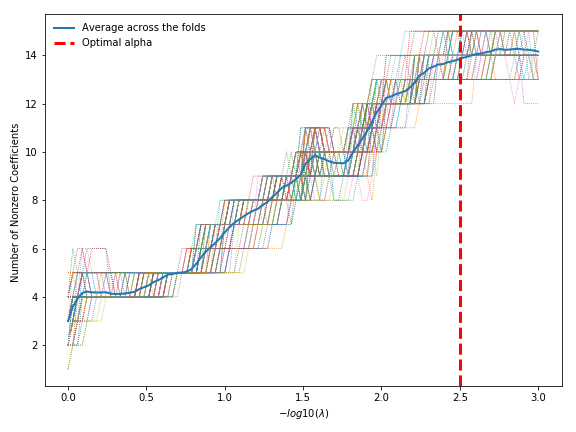 Average across the folds
Optimal alpha
Number of Nonzero Coefficients
14
12
10
8
6
4
2
0.0 0.5 1.0 1.5 2.0 2.5 3.0
−log10(λ)